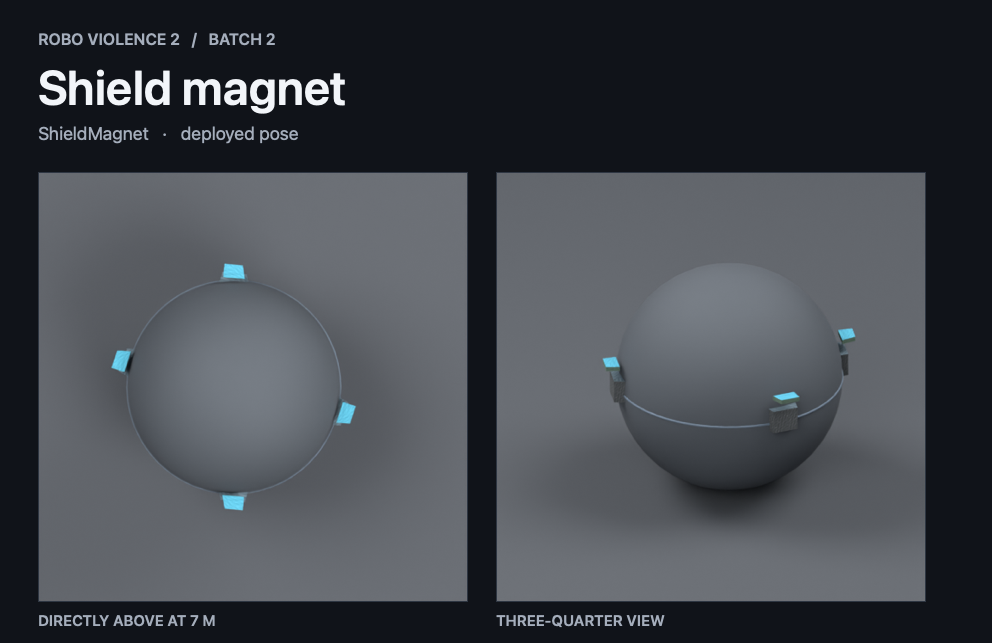 ROBO VIOLENCE 2 / BATCH 2
Shield magnet
ShieldMagnet · deployed pose
DIRECTLY ABOVE AT 7 M
THREE-QUARTER VIEW